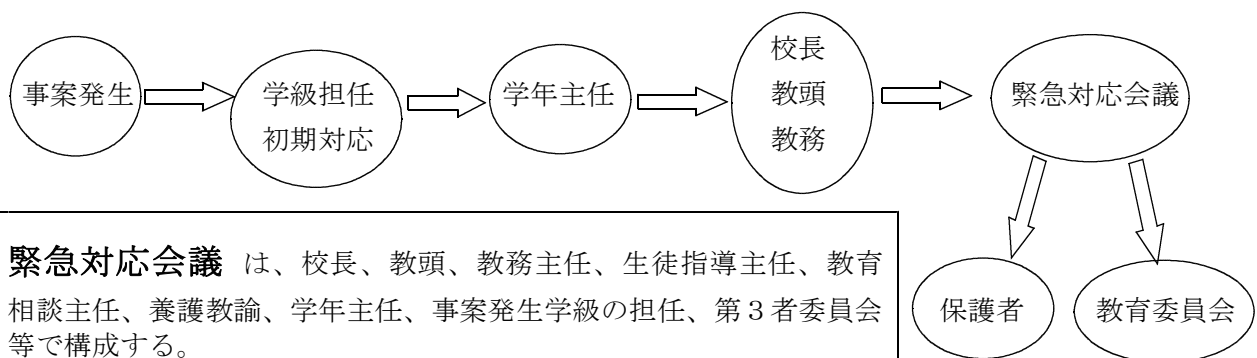 事案発生
学級担任
初期対応
学年主任
校長
教頭
教務
緊急対応会議
緊急対応会議 は、校長、教頭、教務主任、生徒指導主任、教育
相談主任、養護教諭、学年主任、事案発生学級の担任、第３者委員会
等で構成する。
保護者
教育委員会